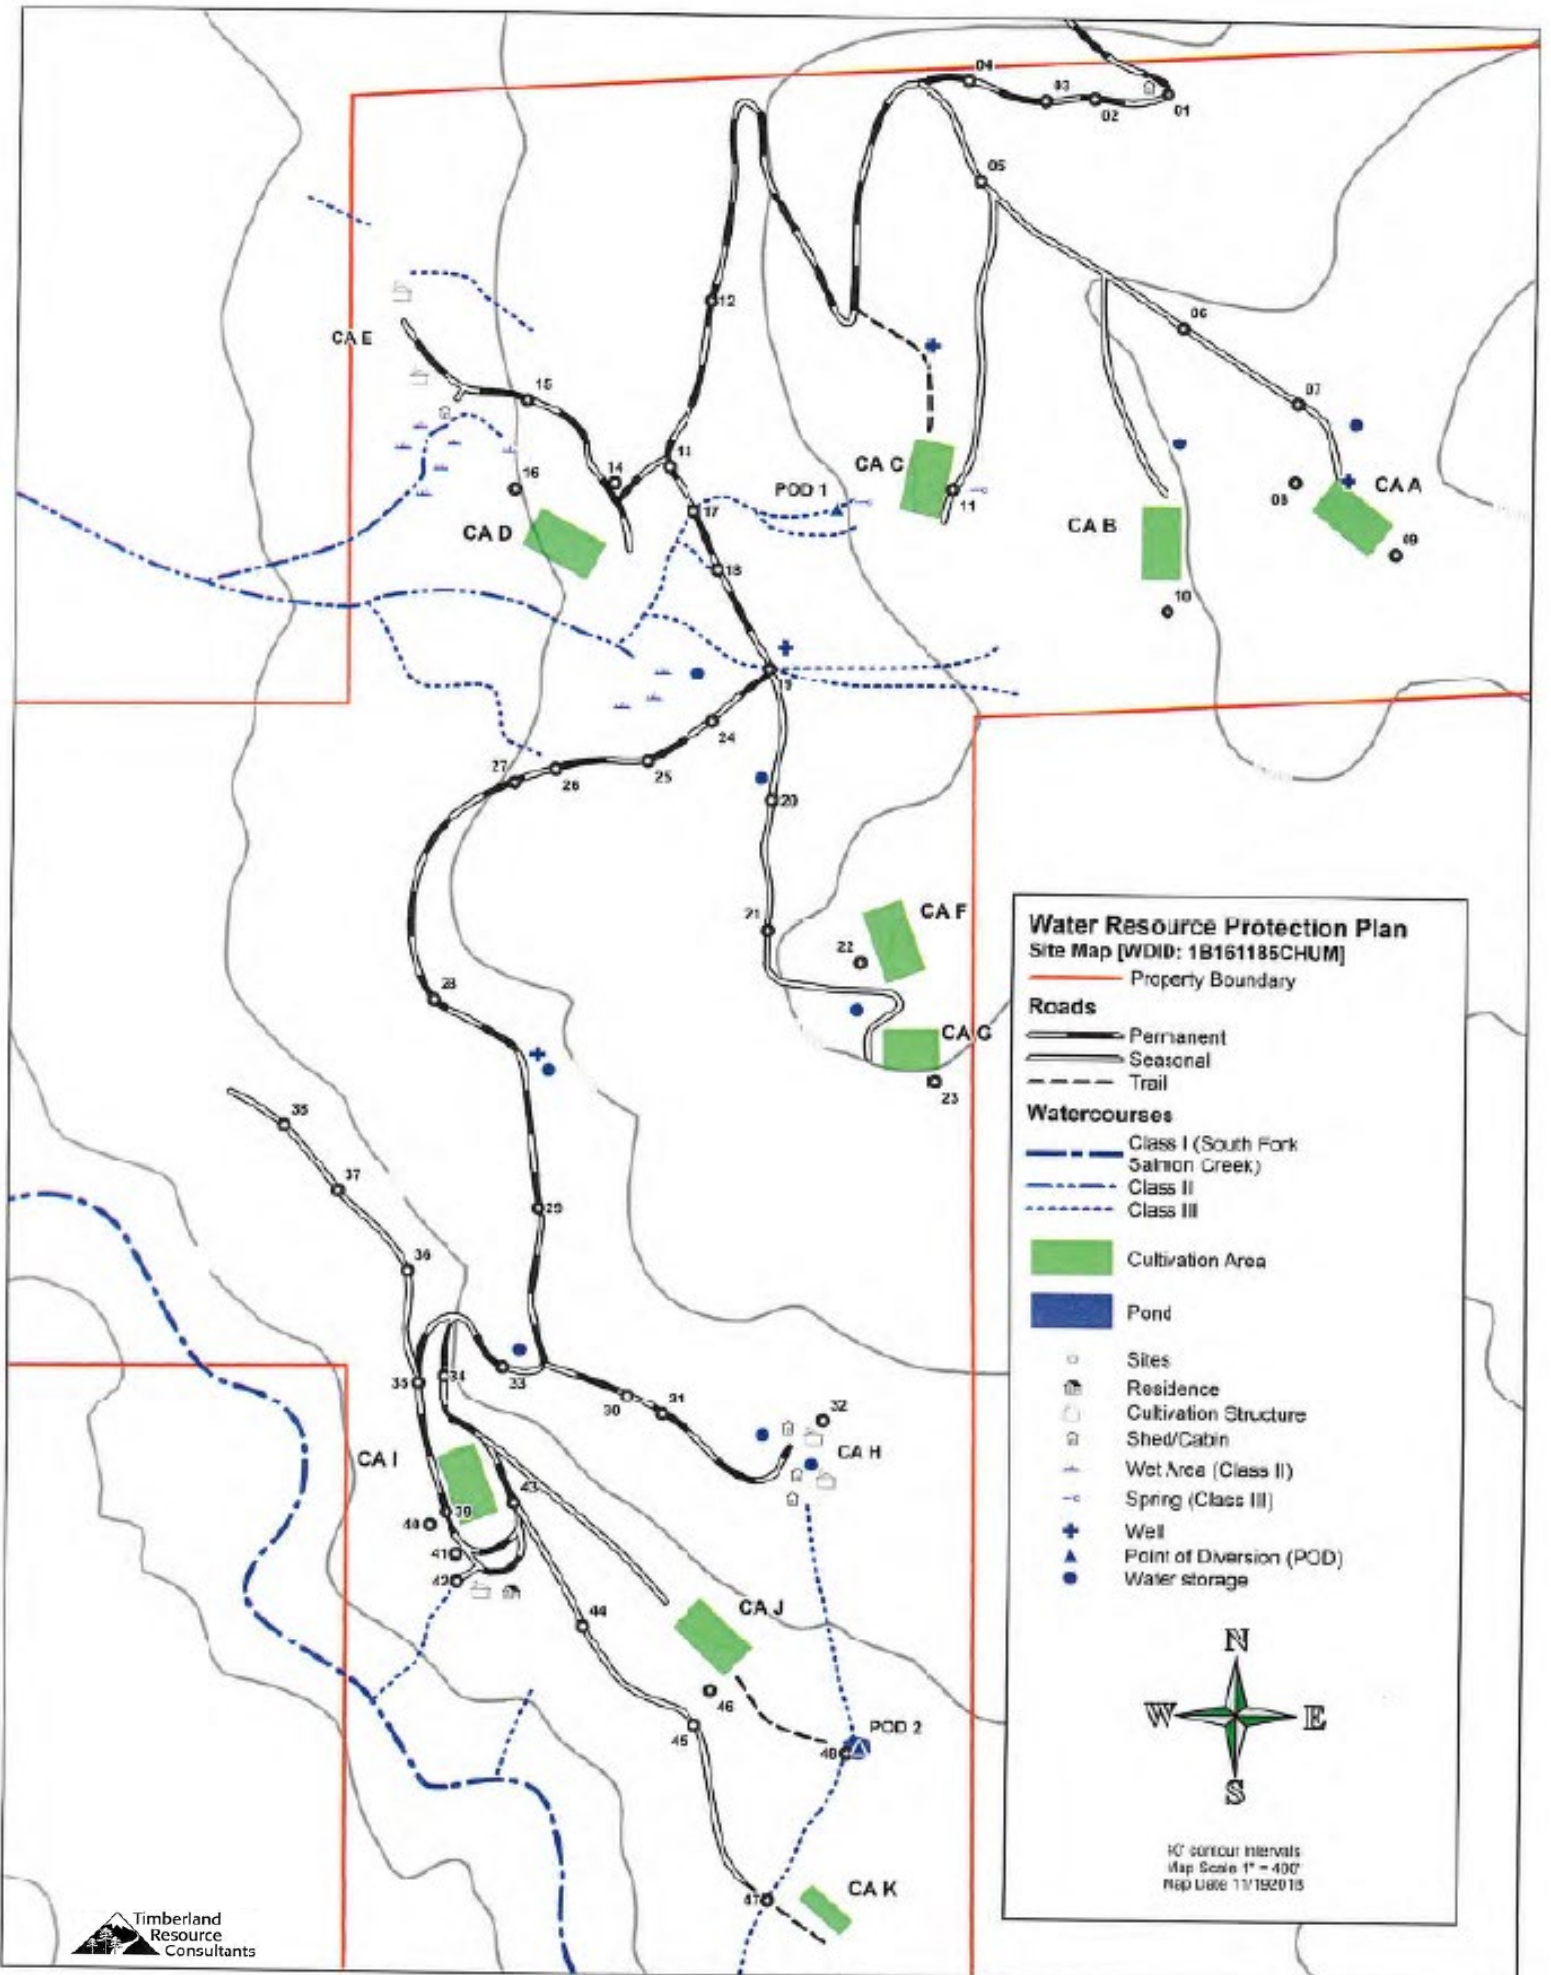 04
03
02
01
05
12
06
CA E
15
07
13
14
16
CA C
11
POD 1
08
CA A
17
CA D
CA B
09
18
10
19
24
25
27
26
20
21
CA F
22
28
CA G
23
37
29
36
35
34
33
30
31
32
CA I
CA H
43
40
39
41
42
44
CA J
46
45
POD 2
48
47
CA K
Water Resource Protection Plan
Site Map [WDID: 1B161185CHUM]
Property Boundary
Roads
Permanent
Seasonal
Trail
Watercourses
Class I (South Fork
Salmon Creek)
Class II
Class III
Cultivation Area
Pond
Sites
Residence
Cultivation Structure
Shed/Cabin
Wet Area (Class II)
Spring (Class III)
Well
Point of Diversion (POD)
Water storage
N
W
E
S
contour intervals
Map Scale 1" = 400'
Map Date
Timberland
Resource
Consultants